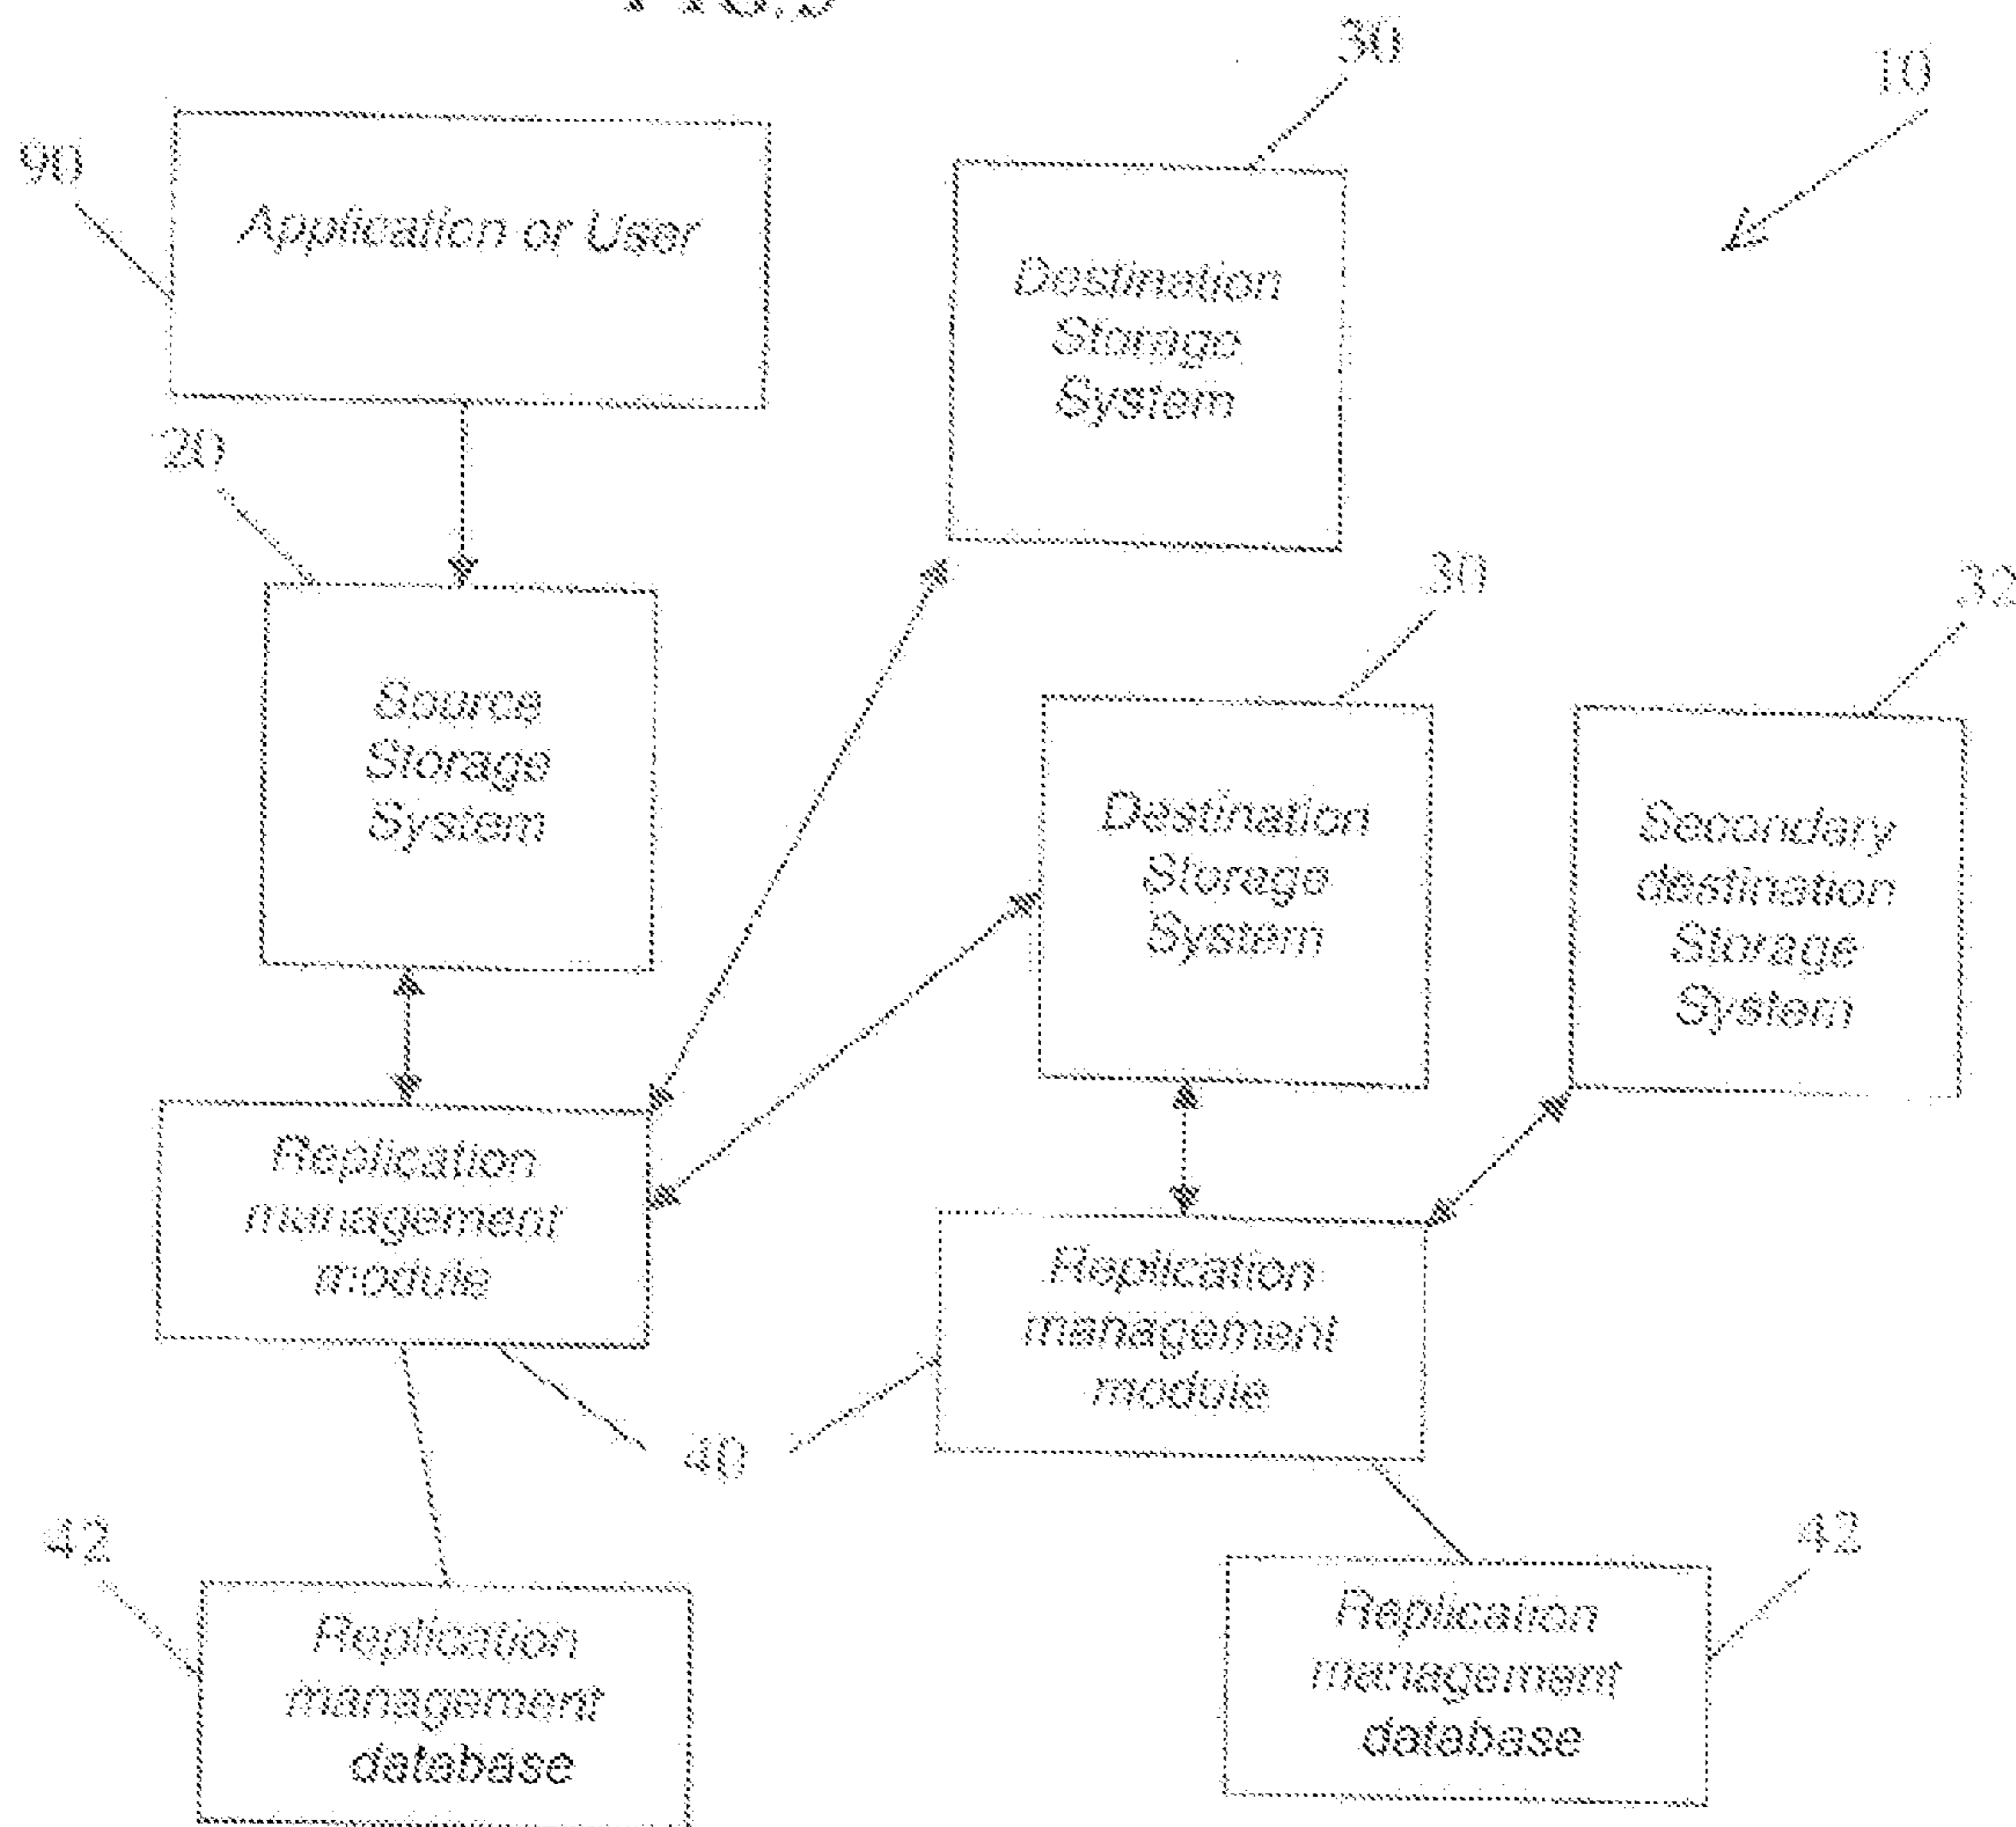 30
10
90
Application or User
Destination
Storage
System
20
30
32
Source
Storage
System
Destination
Storage
System
Secondary
destination
Storage
System
Replication
management
module
Replication
management
module
40
42
42
Replication
management
database
Replication
management
database